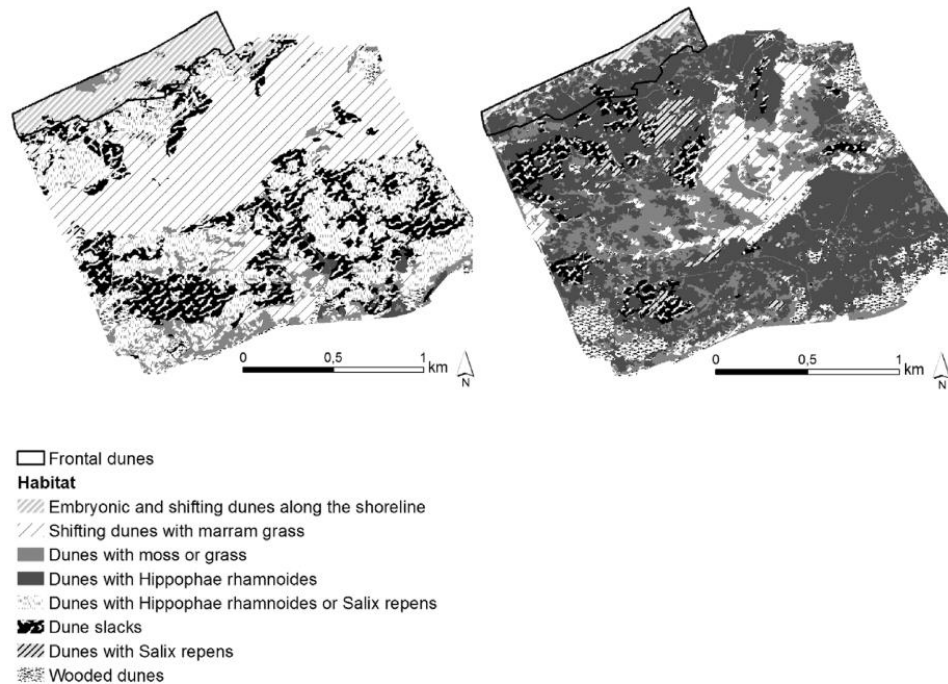 0 0,5 1
km
N
0 0,5 1
km
N
Frontal dunes
Habitat
Embryonic and shifting dunes along the shoreline
Shifting dunes with marram grass
Dunes with moss or grass
Dunes with Hippophae rhamnoides
Dunes with Hippophae rhamnoides or Salix repens
Dune slacks
Dunes with Salix repens
Wooded dunes